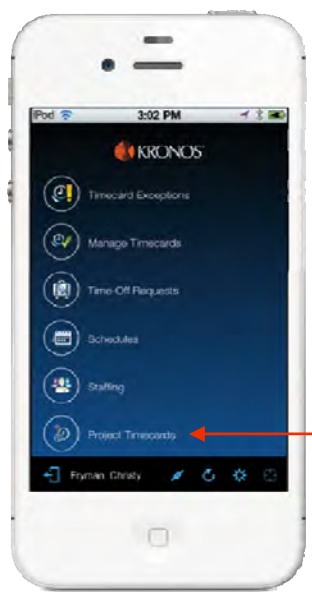 iPod 3:02 PM
KRONOS
Timecard Exceptions
Manage Timecards
Time-Off Requests
Schedules
Staffing
Project Timecards
Fryman, Christy